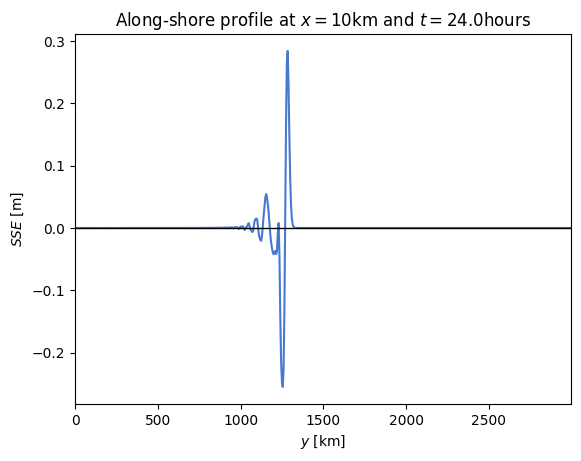 Along-shore profile at x = 10km and t = 24.0hours
0.3
0.2
0.1
0.0
−0.1
−0.2
SSE [m]
0 500 1000 1500 2000 2500
y [km]